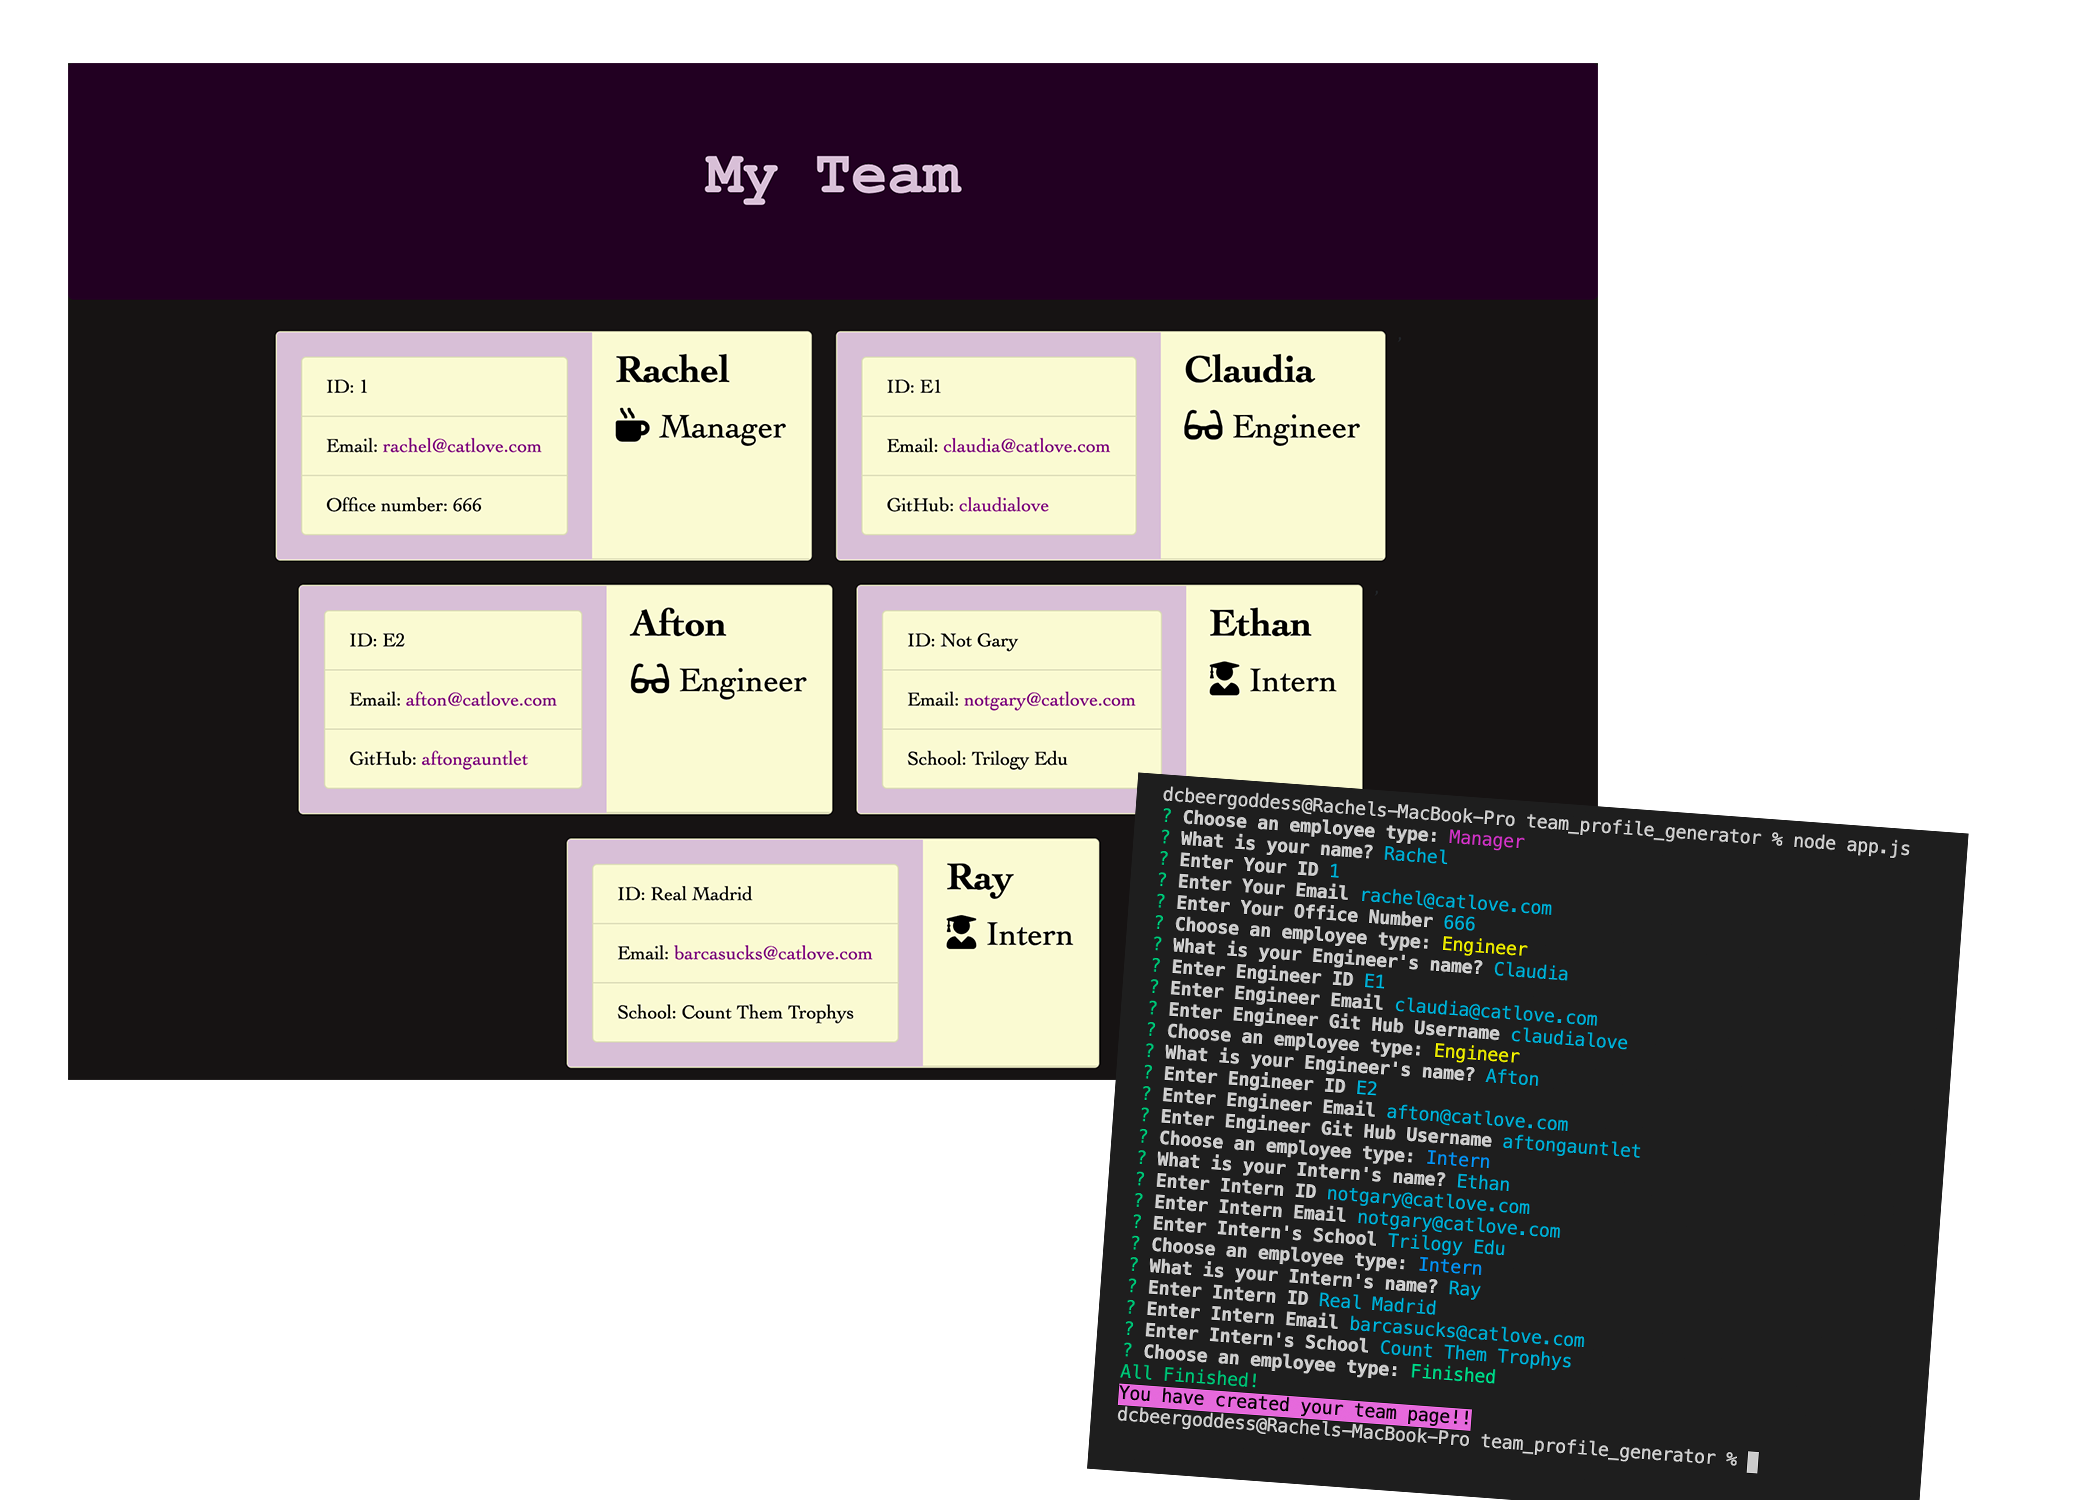 My Team
ID: 1
Email: rachel@catlove.com
Office number: 666
Rachel
Manager
ID: E1
Email: claudia@catlove.com
GitHub: claudialove
Claudia
Engineer
ID: E2
Email: afton@catlove.com
GitHub: aftongauntlet
Afton
Engineer
ID: Not Gary
Email: notgary@catlove.com
School: Trilogy Edu
Ethan
Intern
ID: Real Madrid
Email: barcasucks@catlove.com
School: Count Them Trophys
Ray
Intern
dcbeergoddess@Rachels-MacBook-Pro team_profile_generator % node app.js
? Choose an employee type: Manager
? What is your name? Rachel
? Enter Your ID 1
? Enter Your Email rachel@catlove.com
? Enter Your Office Number 666
? Choose an employee type: Engineer
? What is your Engineer's name? Claudia
? Enter Engineer ID E1
? Enter Engineer Email claudia@catlove.com
? Enter Engineer Git Hub Username claudialove
? Choose an employee type: Engineer
? What is your Engineer's name? Afton
? Enter Engineer ID E2
? Enter Engineer Email afton@catlove.com
? Enter Engineer Git Hub Username aftongauntlet
? Choose an employee type: Intern
? What is your Intern's name? Ethan
? Enter Intern ID notgary@catlove.com
? Enter Intern Email notgary@catlove.com
? Enter Intern's School Trilogy Edu
? Choose an employee type: Intern
? What is your Intern's name? Ray
? Enter Intern ID Real Madrid
? Enter Intern Email barcasucks@catlove.com
? Enter Intern's School Count Them Trophys
? Choose an employee type: Finished
All Finished!
You have created your team page!!
dcbeergoddess@Rachels-MacBook-Pro team_profile_generator %